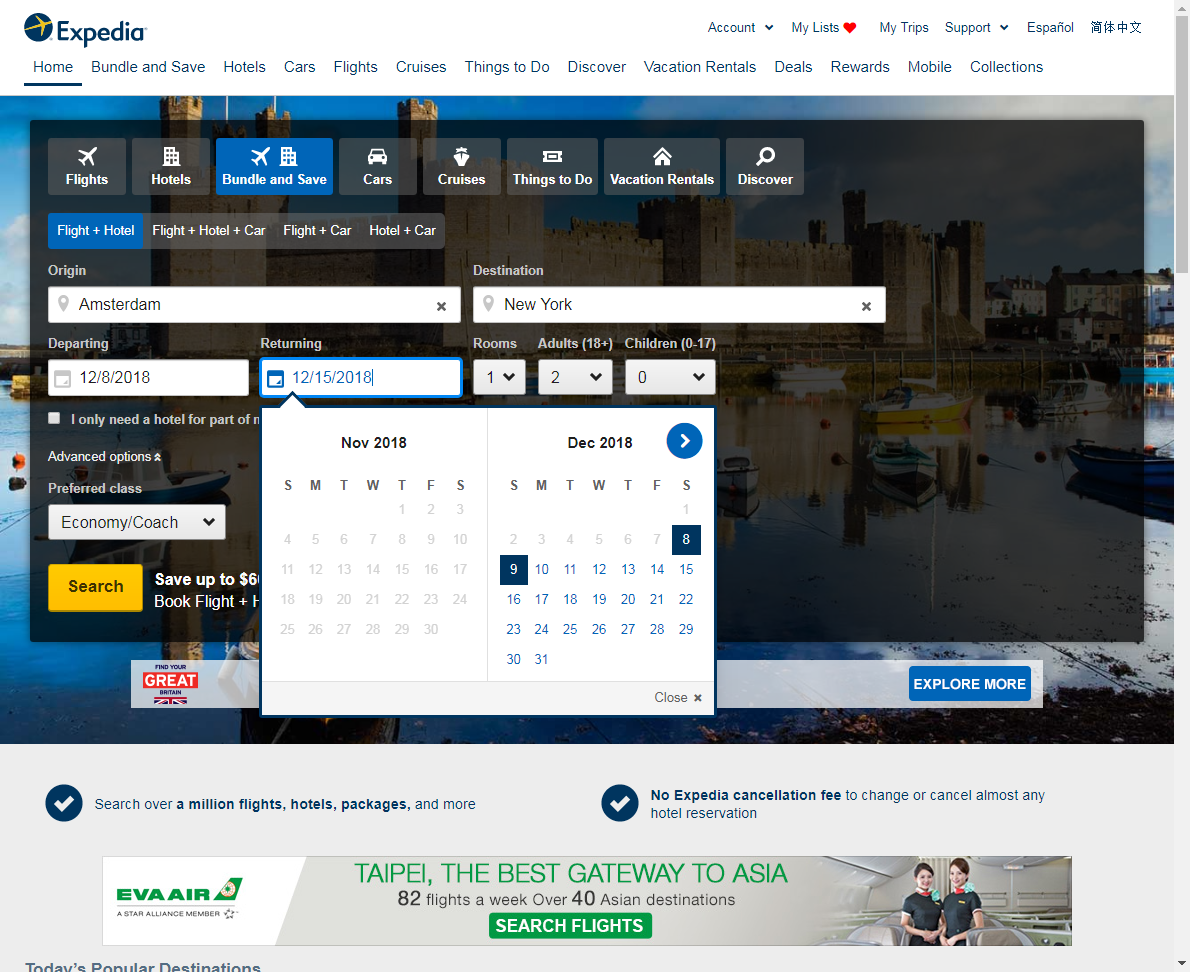 Expedia
Account
My Lists
My Trips
Support
Español
简体中文
Home
Bundle and Save
Hotels
Cars
Flights
Cruises
Things to Do
Discover
Vacation Rentals
Deals
Rewards
Mobile
Collections
Flights
Hotels
Bundle and Save
Cars
Cruises
Things to Do
Vacation Rentals
Discover
Flight + Hotel
Flight + Hotel + Car
Flight + Car
Hotel + Car
Origin
Destination
Amsterdam
New York
Departing
Returning
Rooms
Adults (18+)
Children (0-17)
12/8/2018
12/15/2018
1
2
0
I only need a hotel for part of
Advanced options
Preferred class
Economy/Coach
Search
Save up to $6
Book Flight + H
Nov 2018
S M T W T F S
1 2 3
4 5 6 7 8 9 10
11 12 13 14 15 16 17
18 19 20 21 22 23 24
25 26 27 28 29 30
Dec 2018
S M T W T F S
1
2 3 4 5 6 7 8
9 10 11 12 13 14 15
16 17 18 19 20 21 22
23 24 25 26 27 28 29
30 31
Close
FIND YOUR
GREAT
BRITAIN
EXPLORE MORE
Search over a million flights, hotels, packages, and more
No Expedia cancellation fee to change or cancel almost any
hotel reservation
EVA AIR
A STAR ALLIANCE MEMBER
TAIPEI, THE BEST GATEWAY TO ASIA
82 flights a week Over 40 Asian destinations
SEARCH FLIGHTS
Today's Popular Destinations